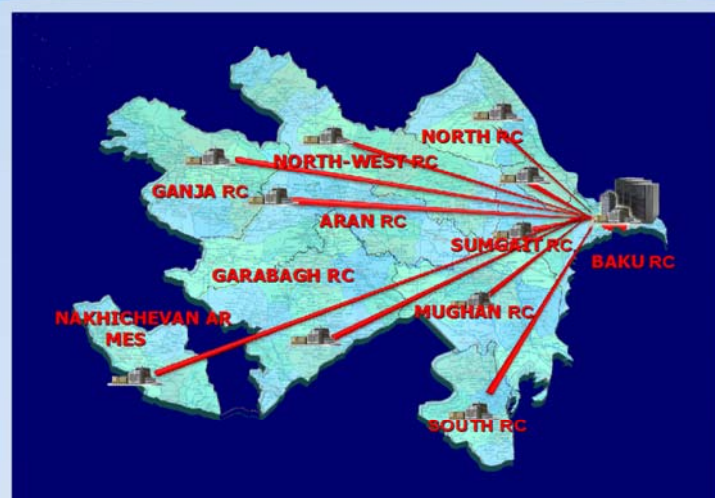 NORTH RC
NORTH-WEST RC
GANJA RC
ARAN RC
SUMGAIT RC
BAKU RC
GARABAGH RC
MUGHAN RC
NAKHICHEVAN AR
MES
SOUTH RC